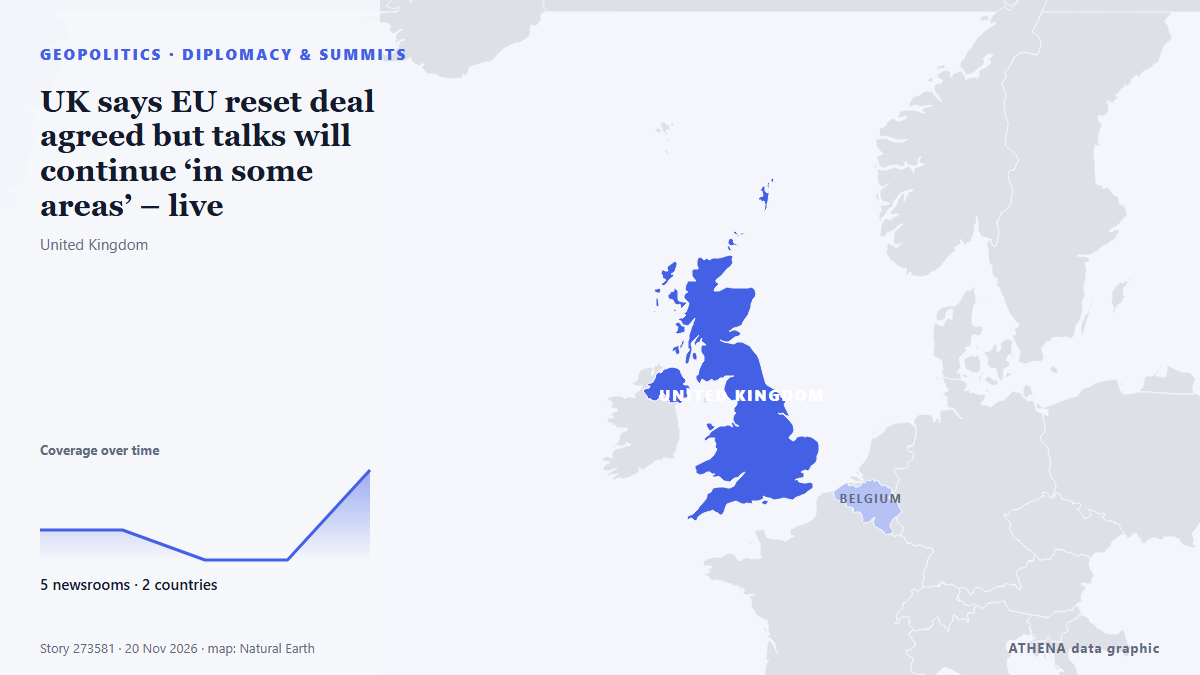 GEOPOLITICS · DIPLOMACY & SUMMITS
UK says EU reset deal
agreed but talks will
continue ‘in some
areas’ – live
United Kingdom
UNITED KINGDOM
BELGIUM
Coverage over time
5 newsrooms · 2 countries
Story 273581 · 20 Nov 2026 · map: Natural Earth
ATHENA data graphic